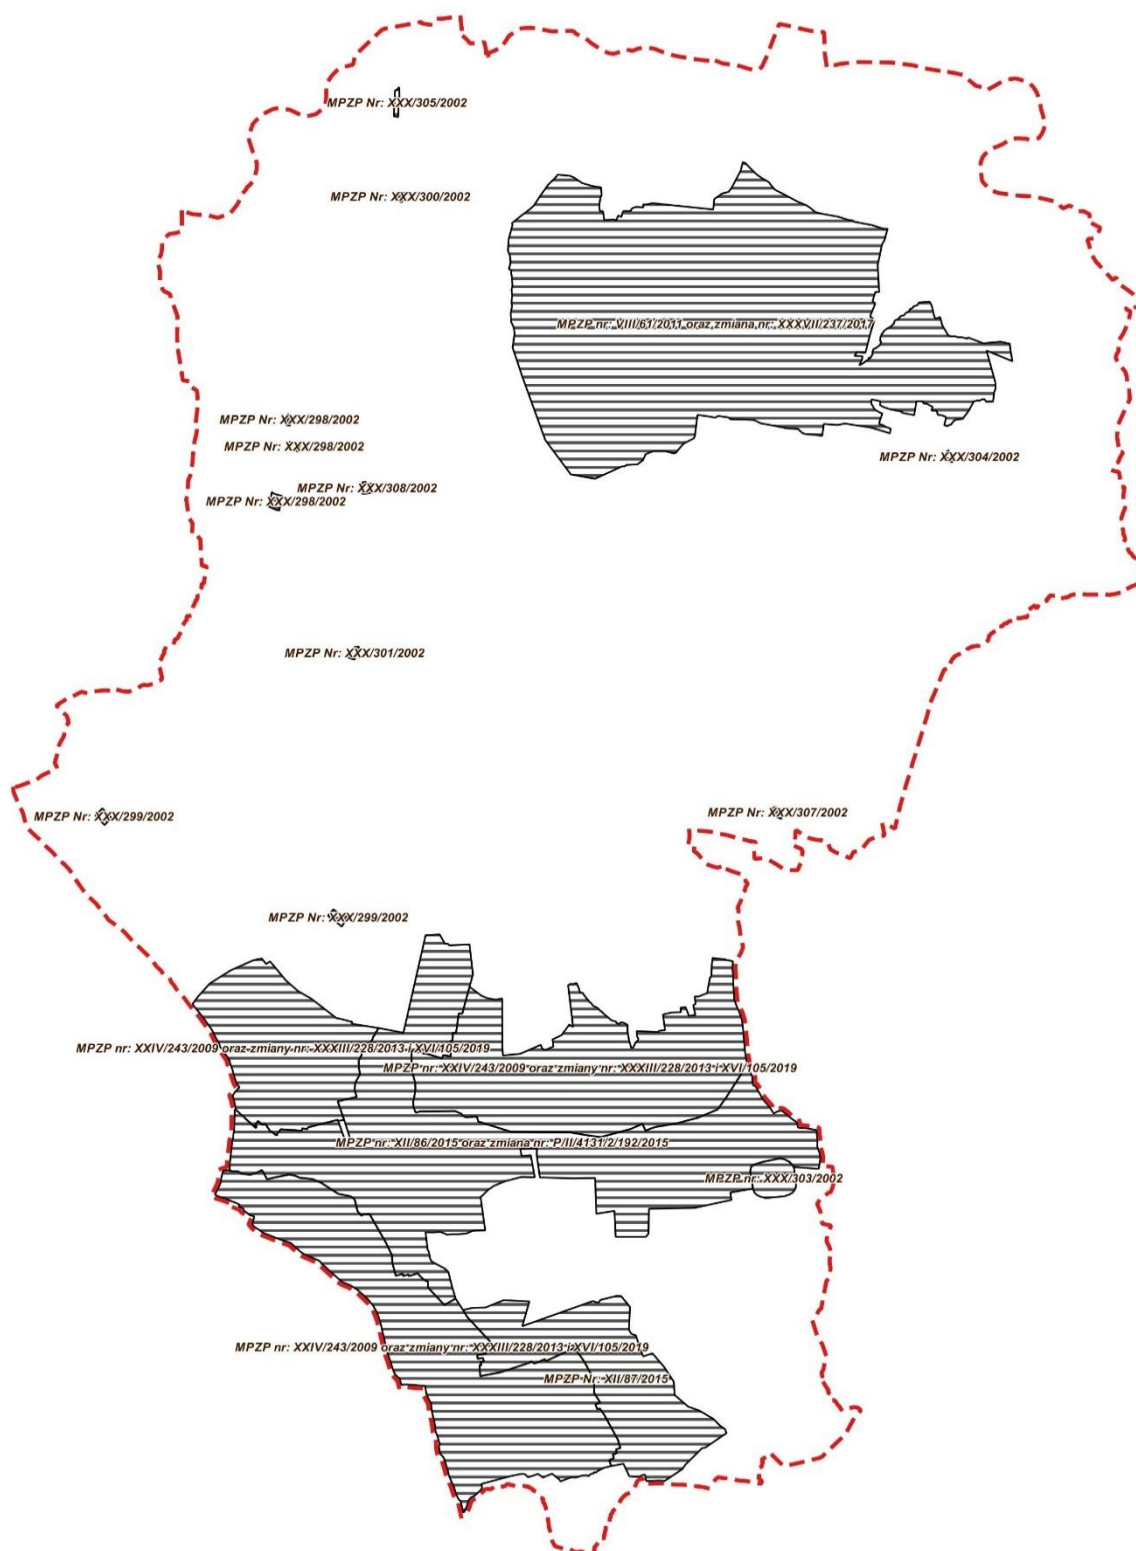 MPZP Nr: XXX/305/2002
MPZP Nr: XXX/300/2002
MPZP nr: VIII/61/2011 oraz zmiana nr: XXXVII/237/2017
MPZP Nr: XXX/298/2002
MPZP Nr: XXX/298/2002
MPZP Nr: XXX/304/2002
MPZP Nr: XXX/308/2002
MPZP Nr: XXX/298/2002
MPZP Nr: XXX/301/2002
MPZP Nr: XXX/307/2002
MPZP Nr: XXX/299/2002
MPZP Nr: XXX/299/2002
MPZP nr: XXIV/243/2009 oraz zmiany nr: XXXIII/228/2013 i XVI/105/2019
MPZP nr: XXIV/243/2009 oraz zmiany nr: XXXIII/228/2013 i XVI/105/2019
MPZP nr: XII/86/2015 oraz zmiana nr: P/II/4131/2/192/2015
MPZP nr: XXX/303/2002
MPZP nr: XXIV/243/2009 oraz zmiany nr: XXXIII/228/2013 i XVI/105/2019
MPZP Nr: XII/87/2015